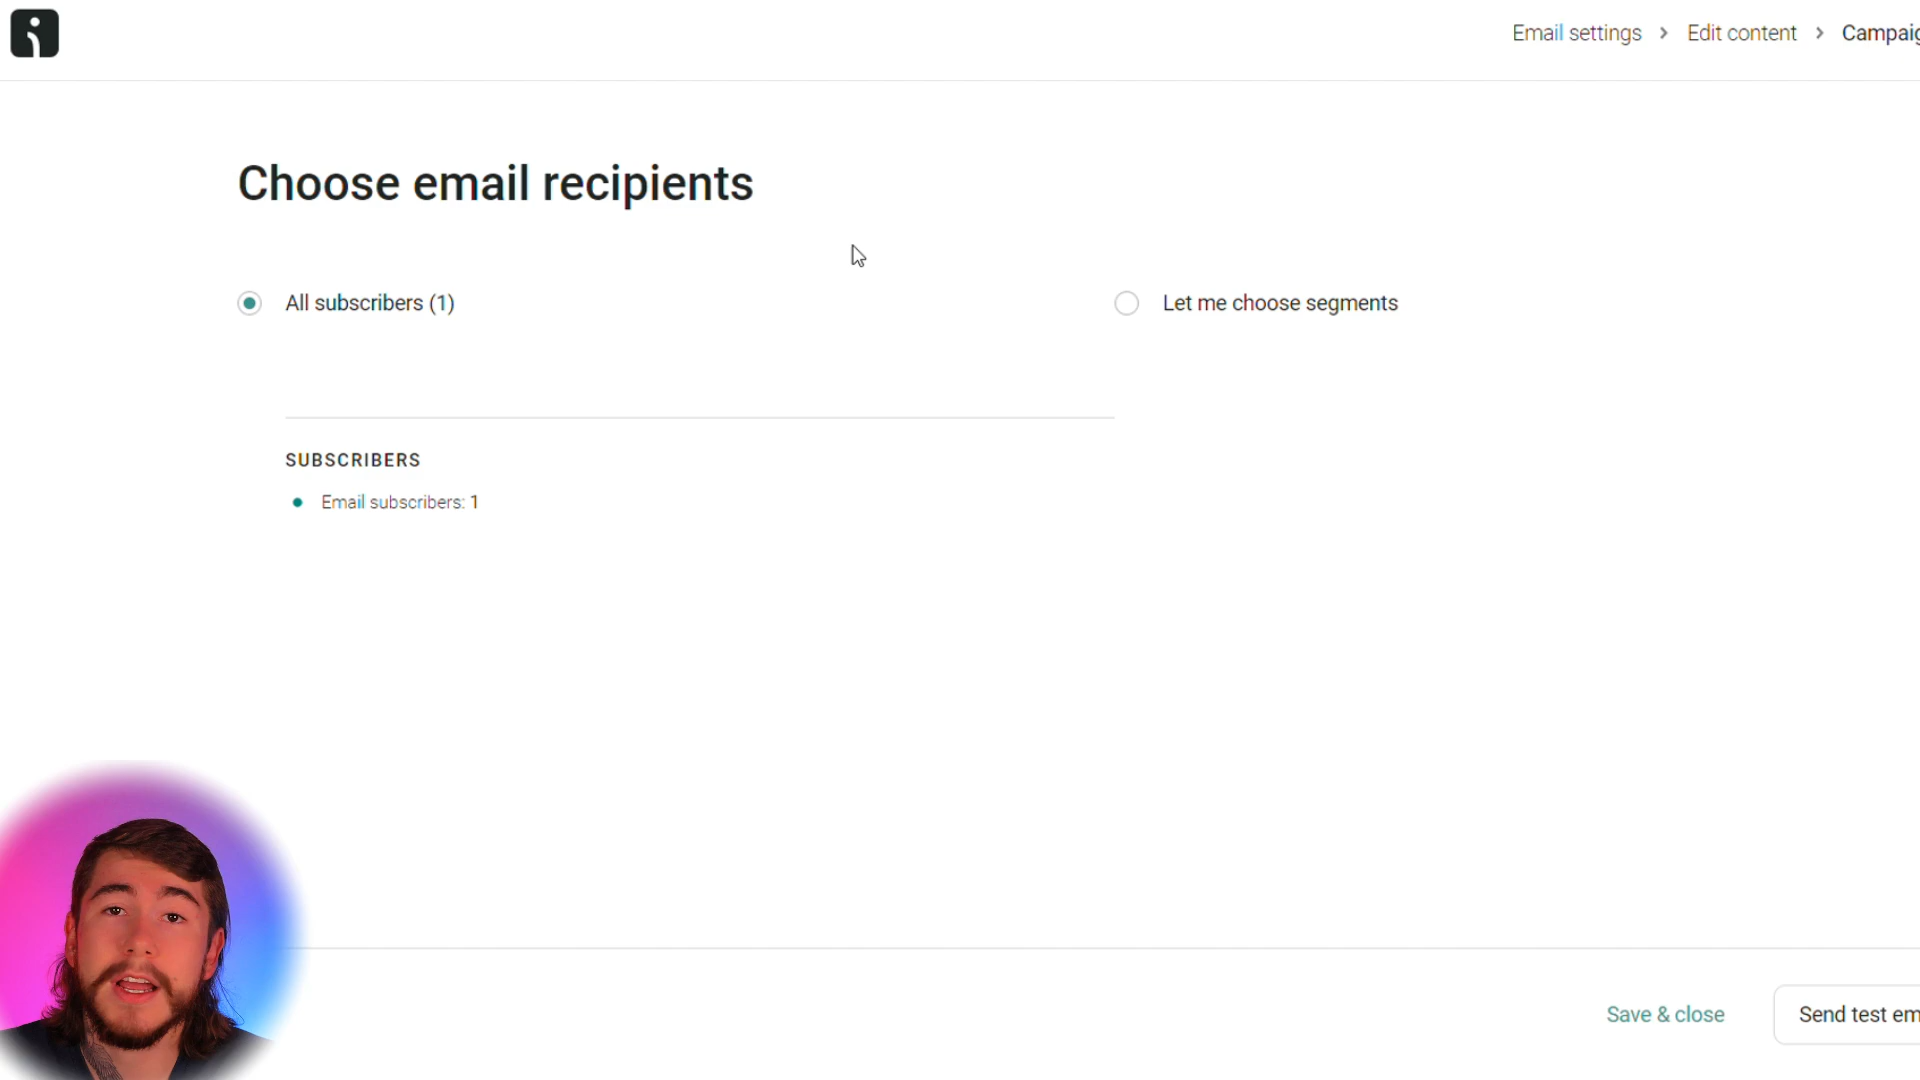 Email settings > Edit content > Campaig
Choose email recipients
All subscribers (1)
Let me choose segments
SUBSCRIBERS
Email subscribers: 1
Save & close
Send test em